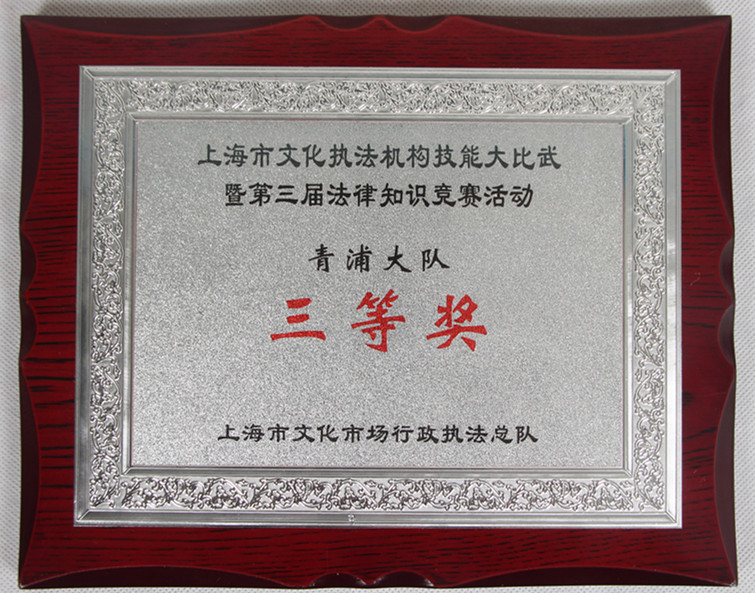 上海市文化执法机构技能大比武
暨第三届法律知识竞赛活动
青浦大队
三等奖
上海市文化市场行政执法总队